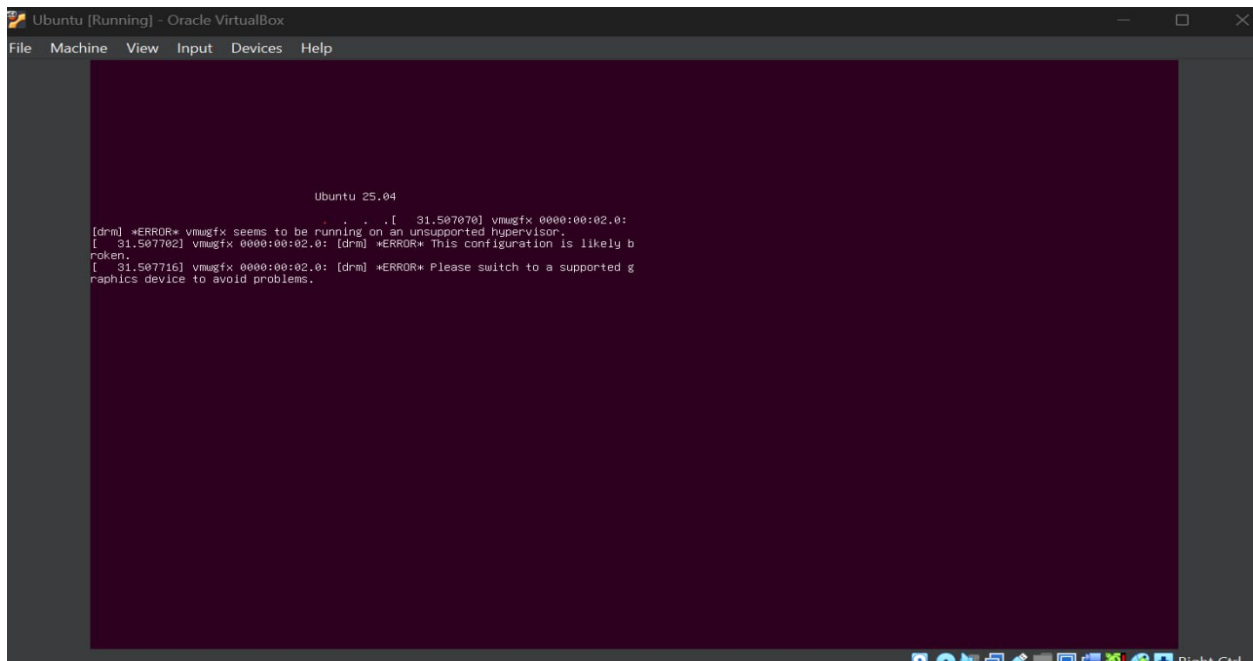 Ubuntu [Running] - Oracle VirtualBox
File Machine View Input Devices Help
Ubuntu 25.04
. . . .[   31.507070] vmwgfx 0000:00:02.0:
[drm] *ERROR* vmwgfx seems to be running on an unsupported hypervisor.
[   31.507702] vmwgfx 0000:00:02.0: [drm] *ERROR* This configuration is likely b
roken.
[   31.507716] vmwgfx 0000:00:02.0: [drm] *ERROR* Please switch to a supported g
raphics device to avoid problems.
Right Ctrl